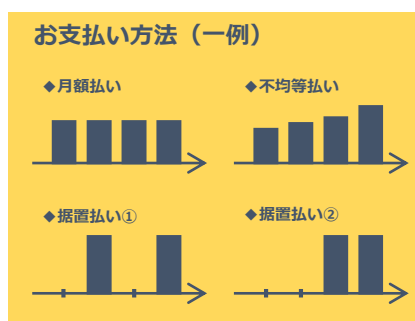 お支払い方法（一例）
◆月額払い
◆不均等払い
◆据置払い①
◆据置払い②